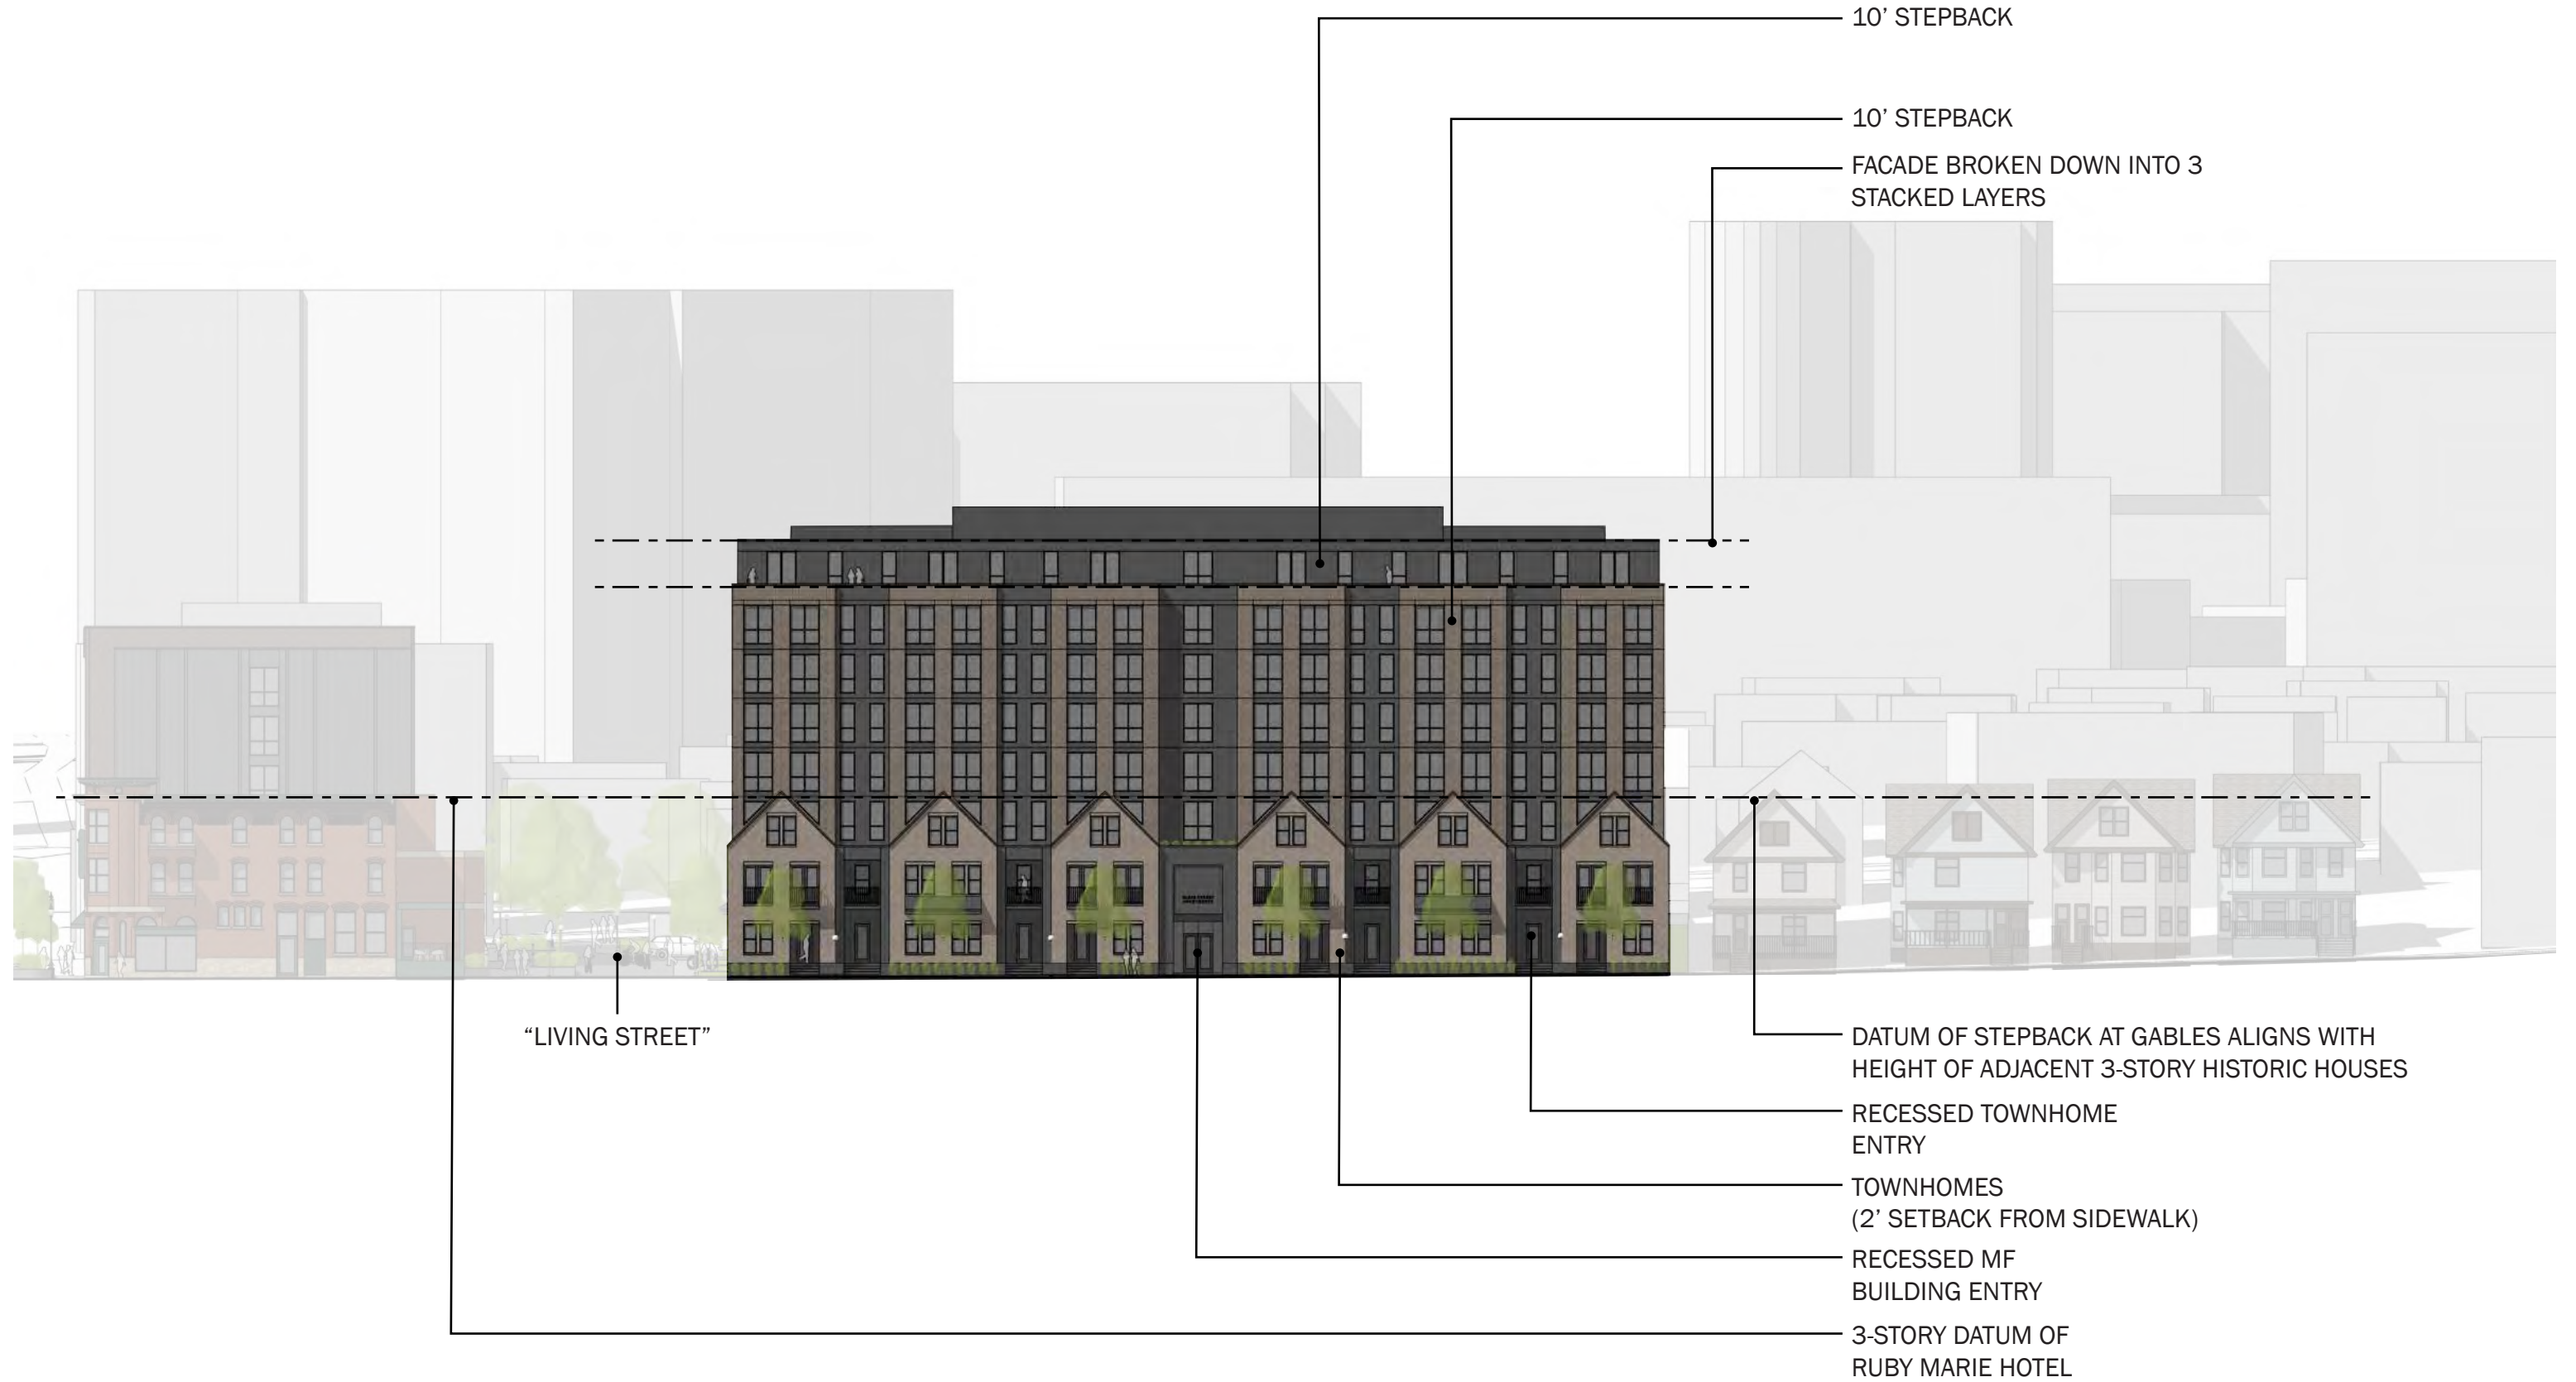 10’ STEPBACK
10’ STEPBACK
FACADE BROKEN DOWN INTO 3
STACKED LAYERS
“LIVING STREET”
DATUM OF STEPBACK AT GABLES ALIGNS WITH
HEIGHT OF ADJACENT 3-STORY HISTORIC HOUSES
RECESSED TOWNHOME
ENTRY
TOWNHOMES
(2’ SETBACK FROM SIDEWALK)
RECESSED MF
BUILDING ENTRY
3-STORY DATUM OF
RUBY MARIE HOTEL